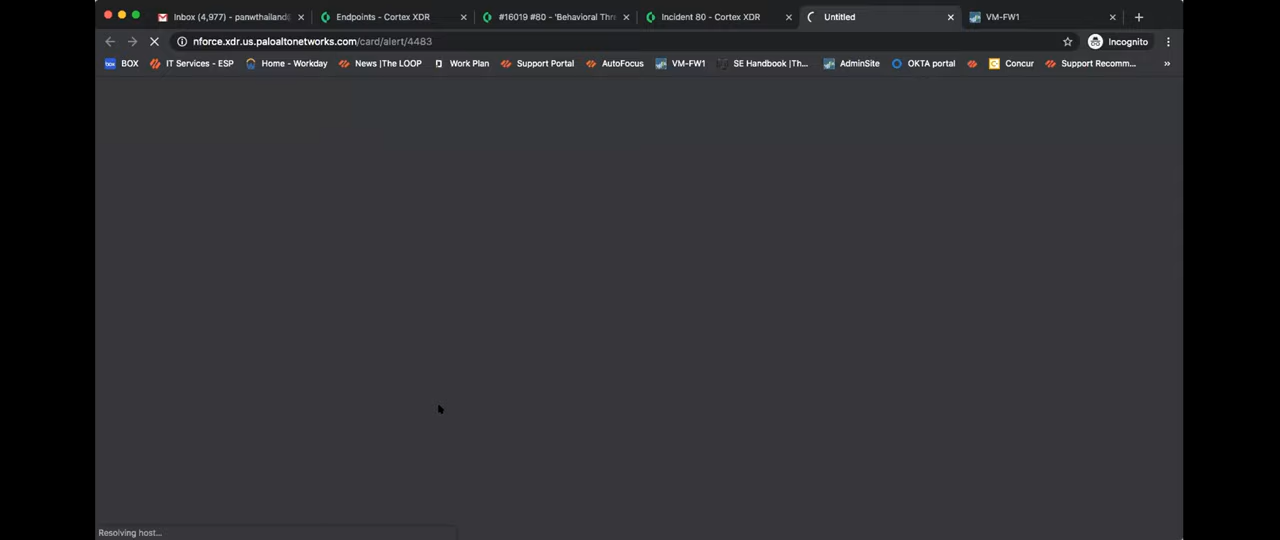 Inbox (4,977) - panwthailand@
Endpoints - Cortex XDR
#16019 #80 - 'Behavioral Thr
Incident 80 - Cortex XDR
Untitled
VM-FW1
nforce.xdr.us.paloaltonetworks.com/card/alert/4483
Incognito
box BOX
IT Services - ESP
Home - Workday
News |The LOOP
Work Plan
Support Portal
AutoFocus
VM-FW1
SE Handbook |Th...
AdminSite
OKTA portal
Concur
Support Recomm...
»
Resolving host...